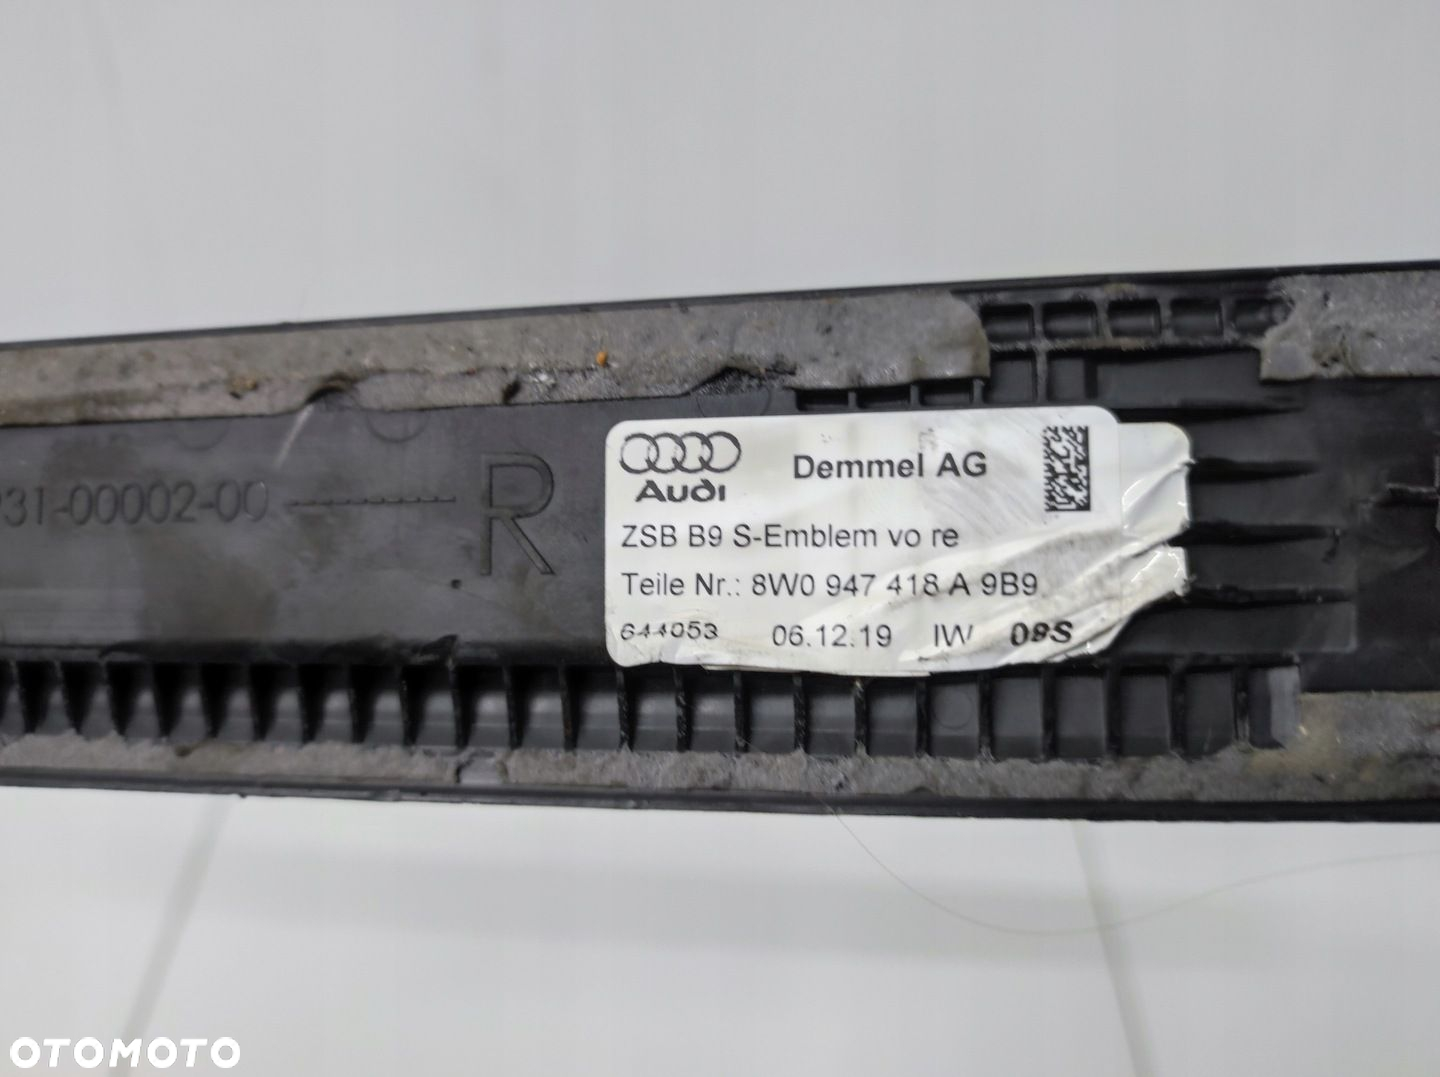 31-00002-00
R
Audi
Demmel AG
ZSB B9 S-Emblem vo re
Teile Nr.: 8W0 947 418 A 9B9
644053 06.12.19 IW 09S
OTOMOTO